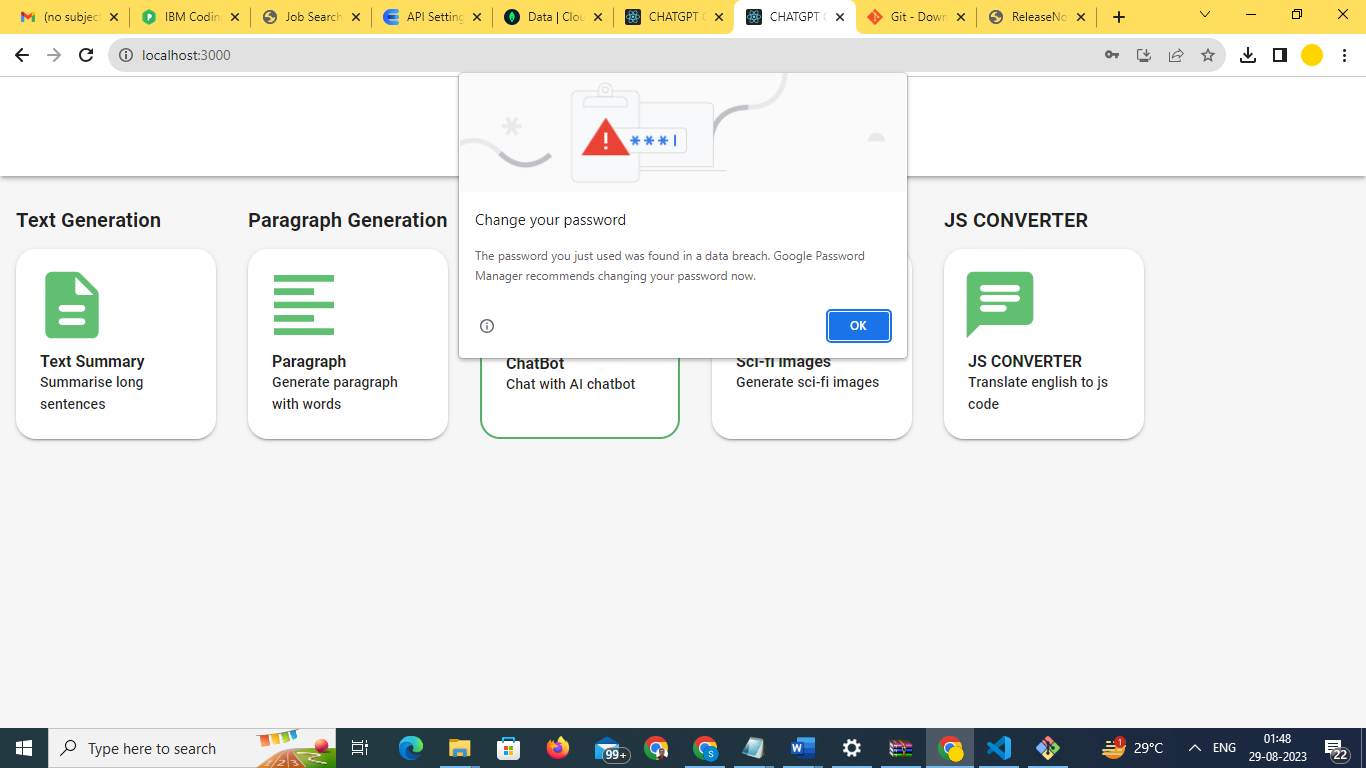 (no subjec
IBM Codin
Job Search
API Setting
Data | Clou
CHATGPT C
CHATGPT C
Git - Down
ReleaseNo
localhost:3000
Text Generation
Paragraph Generation
JS CONVERTER
***|
Change your password
The password you just used was found in a data breach. Google Password
Manager recommends changing your password now.
OK
Text Summary
Summarise long
sentences
Paragraph
Generate paragraph
with words
ChatBot
Chat with AI chatbot
Sci-fi images
Generate sci-fi images
JS CONVERTER
Translate english to js
code
Type here to search
99+
S
1
29°C
ENG
01:48
29-08-2023
22